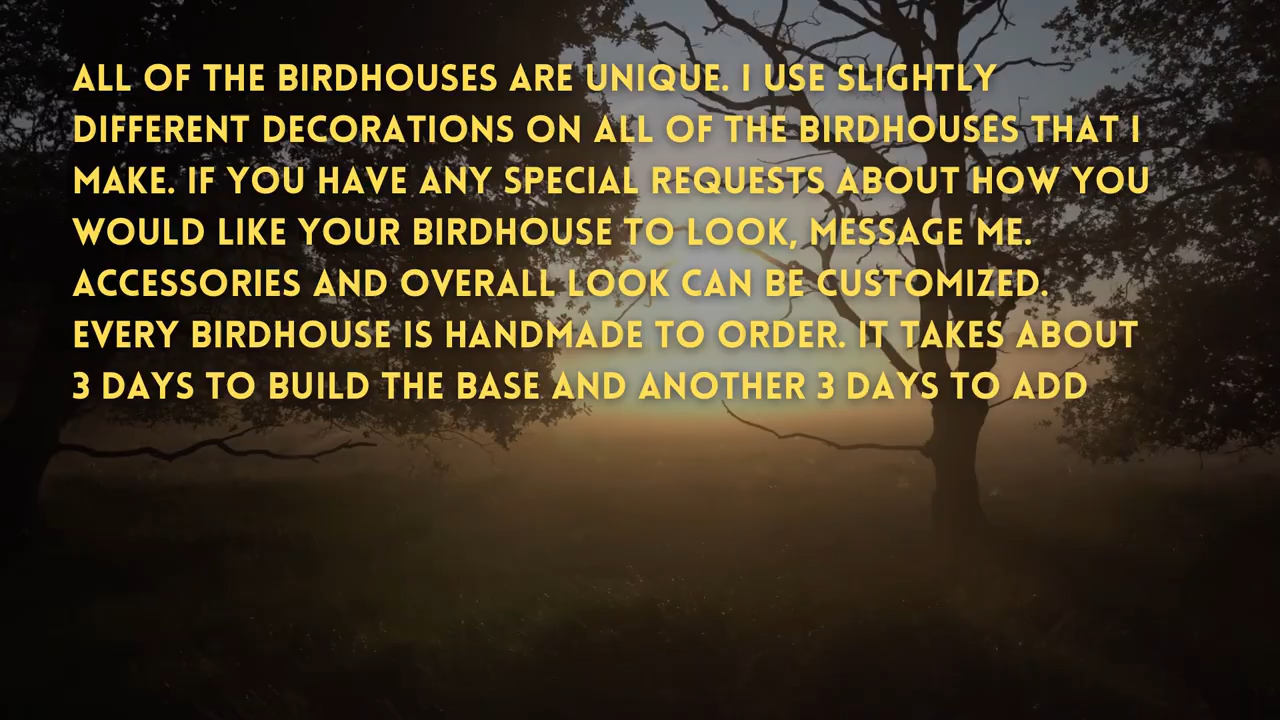 ALL OF THE BIRDHOUSES ARE UNIQUE. I USE SLIGHTLY
DIFFERENT DECORATIONS ON ALL OF THE BIRDHOUSES THAT I
MAKE. IF YOU HAVE ANY SPECIAL REQUESTS ABOUT HOW YOU
WOULD LIKE YOUR BIRDHOUSE TO LOOK, MESSAGE ME.
ACCESSORIES AND OVERALL LOOK CAN BE CUSTOMIZED.
EVERY BIRDHOUSE IS HANDMADE TO ORDER. IT TAKES ABOUT
3 DAYS TO BUILD THE BASE AND ANOTHER 3 DAYS TO ADD